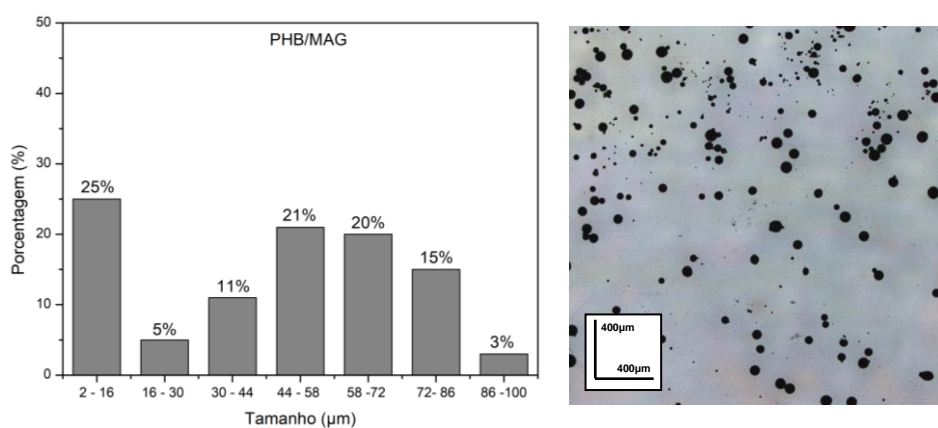 PHB/MAG
Porcentagem (%)
50
40
30
20
10
0
25%
5%
11%
21%
20%
15%
3%
2 - 16
16 - 30
30 - 44
44 - 58
58 -72
72- 86
86 -100
Tamanho (µm)
400µm
400µm